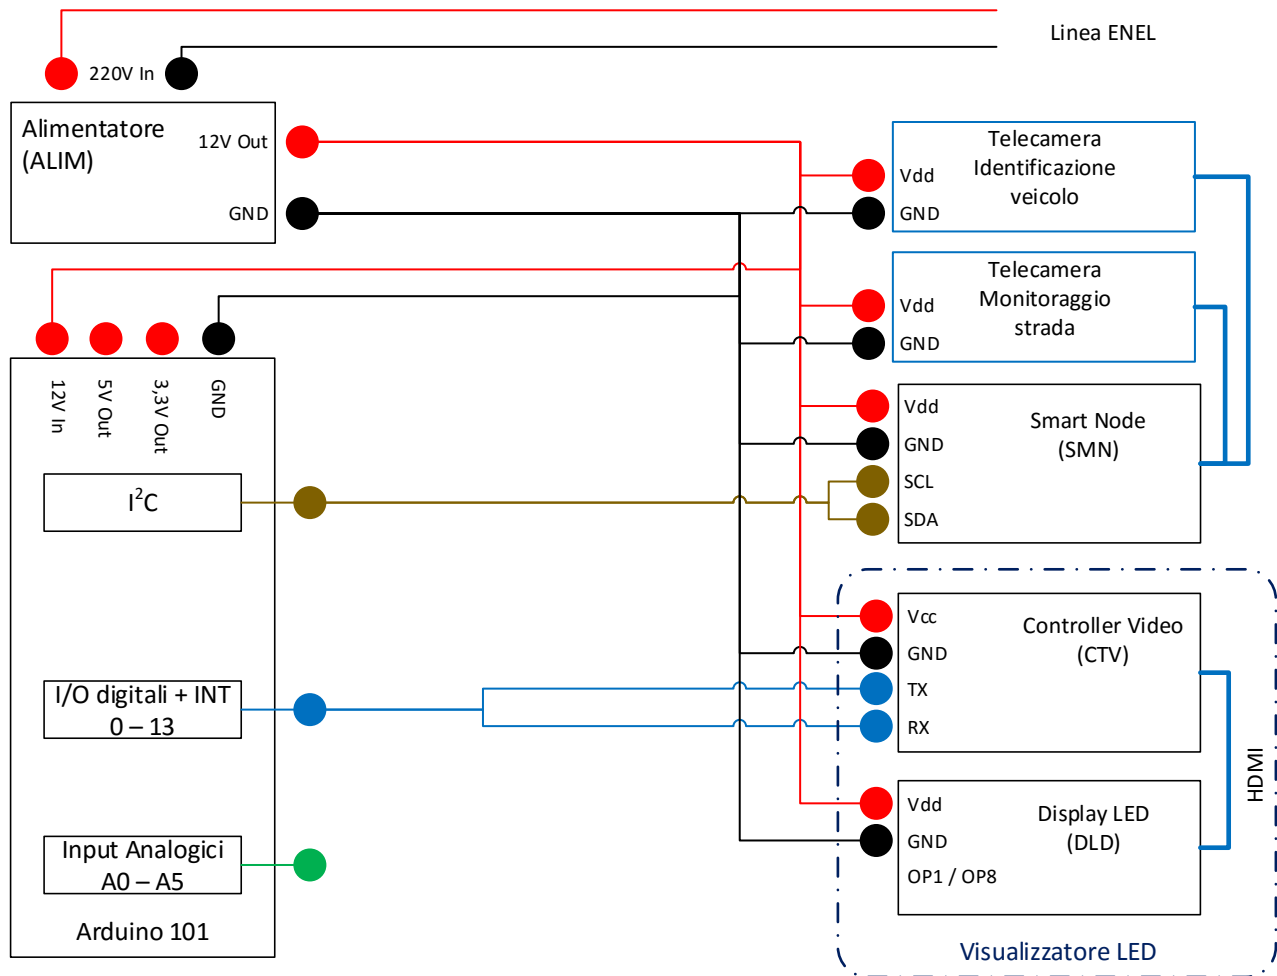 Linea ENEL
220V In
Alimentatore
(ALIM)
12V Out
GND
Telecamera
Identificazione
veicolo
Vdd
GND
Telecamera
Monitoraggio
strada
Vdd
GND
12V In
5V Out
3,3V Out
GND
Smart Node
(SMN)
Vdd
GND
SCL
SDA
I²C
Controller Video
(CTV)
Vcc
GND
TX
RX
I/O digitali + INT
0 – 13
HDMI
Display LED
(DLD)
Vdd
GND
OP1 / OP8
Input Analogici
A0 – A5
Arduino 101
Visualizzatore LED